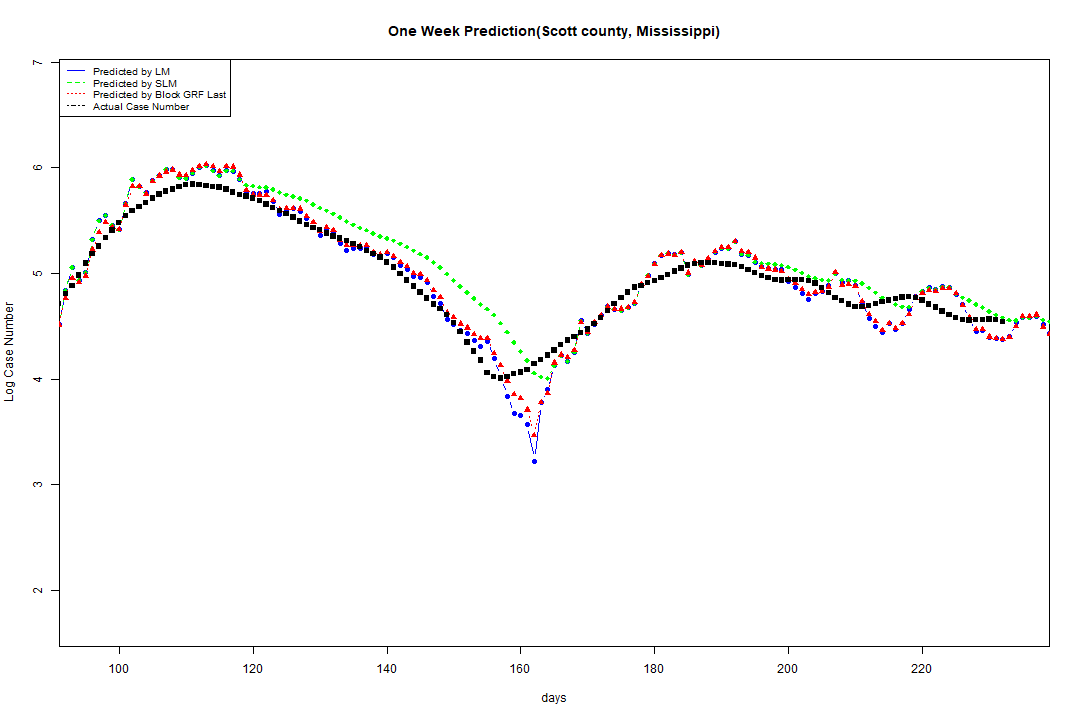 One Week Prediction(Scott county, Mississippi)
Predicted by LM
Predicted by SLM
Predicted by Block GRF Last
Actual Case Number
7
6
5
4
3
2
Log Case Number
100 120 140 160 180 200 220
days